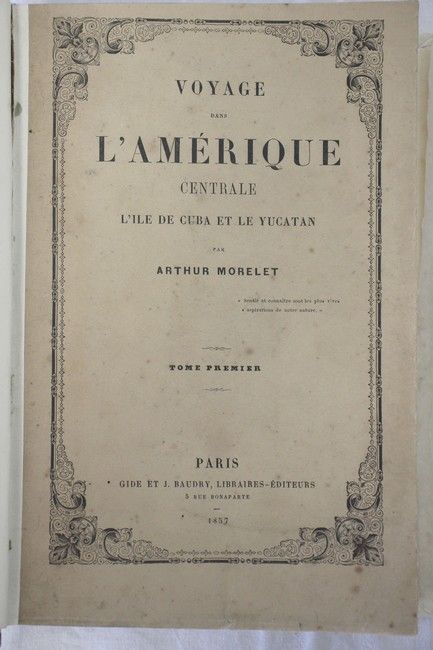 VOYAGE
DANS
L'AMÉRIQUE
CENTRALE
L'ILE DE CUBA ET LE YUCATAN
PAR
ARTHUR MORELET
« Sentir et connaître sont les plus vives
« aspirations de notre nature. »
TOME PREMIER
PARIS
GIDE ET J. BAUDRY, LIBRAIRES-ÉDITEURS
5 RUE BONAPARTE
—
1857